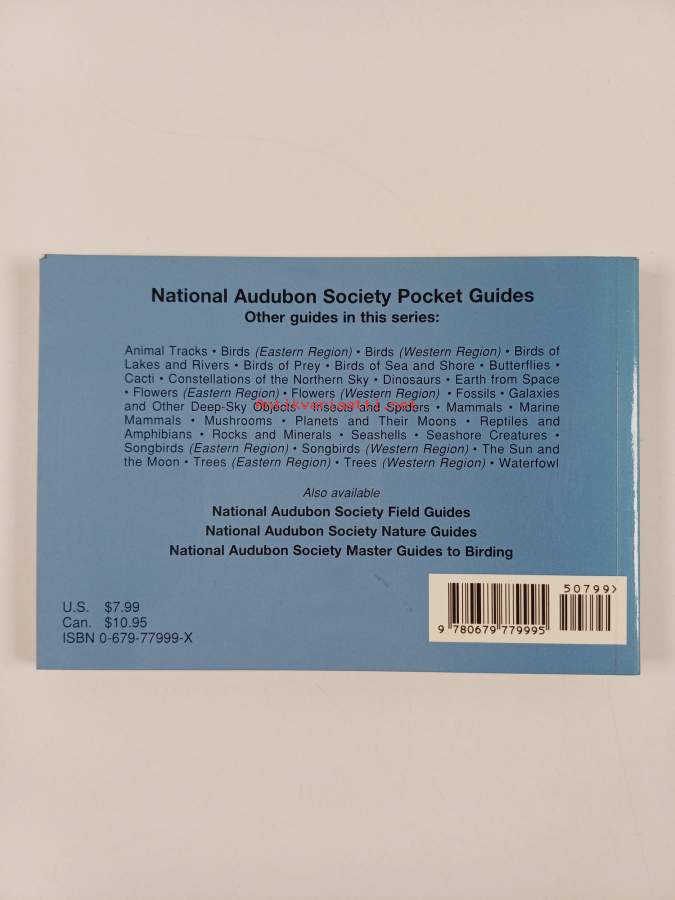 National Audubon Society Pocket Guides
Other guides in this series:
Animal Tracks • Birds (Eastern Region) • Birds (Western Region) • Birds of
Lakes and Rivers • Birds of Prey • Birds of Sea and Shore • Butterflies •
Cacti • Constellations of the Northern Sky • Dinosaurs • Earth from Space
• Flowers (Eastern Region) • Flowers (Western Region) • Fossils • Galaxies
and Other Deep-Sky Objects • Insects and Spiders • Mammals • Marine
antikvariaatti.net
Mammals • Mushrooms • Planets and Their Moons • Reptiles and
Amphibians • Rocks and Minerals • Seashells • Seashore Creatures •
Songbirds (Eastern Region) • Songbirds (Western Region) • The Sun and
the Moon • Trees (Eastern Region) • Trees (Western Region) • Waterfowl
Also available
National Audubon Society Field Guides
National Audubon Society Nature Guides
National Audubon Society Master Guides to Birding
U.S. $7.99
Can. $10.95
ISBN 0-679-77999-X
50799>
9 780679 779995